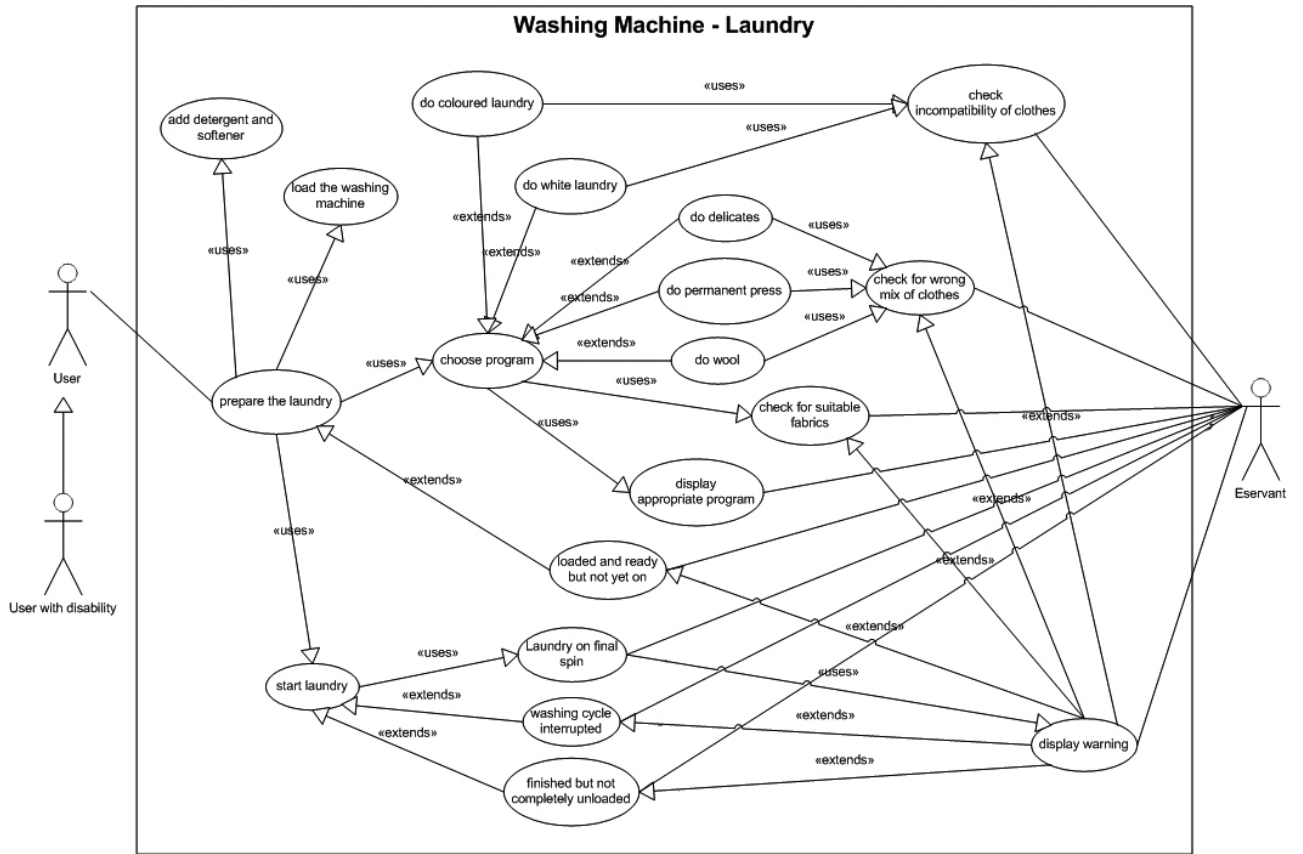 Washing Machine - Laundry
do coloured laundry
«uses»
check
incompatibility of clothes
add detergent and
softener
«uses»
load the washing
machine
do white laundry
«extends»
do delicates
«uses»
«uses»
«extends»
«extends»
check for wrong
mix of clothes
«uses»
do permanent press
«uses»
«extends»
«uses»
«extends»
do wool
choose program
«uses»
User
«uses»
prepare the laundry
check for suitable
fabrics
«extends»
«uses»
display
appropriate program
Eservant
«extends»
«extends»
«uses»
loaded and ready
but not yet on
«extends»
User with disability
«extends»
Laundry on final
spin
«uses»
«uses»
start laundry
«extends»
washing cycle
interrupted
«extends»
«extends»
display warning
«extends»
finished but not
completely unloaded